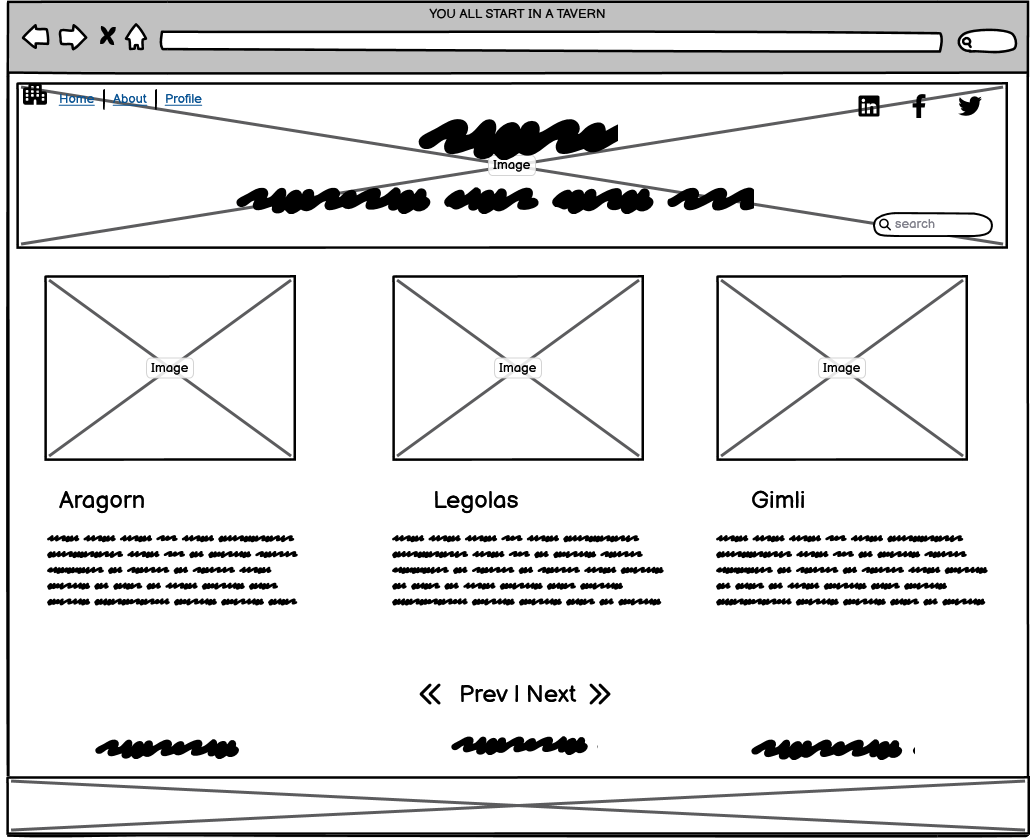 YOU ALL START IN A TAVERN
Home | About | Profile
Image
search
Image Image Image
Aragorn Legolas Gimli
Prev | Next